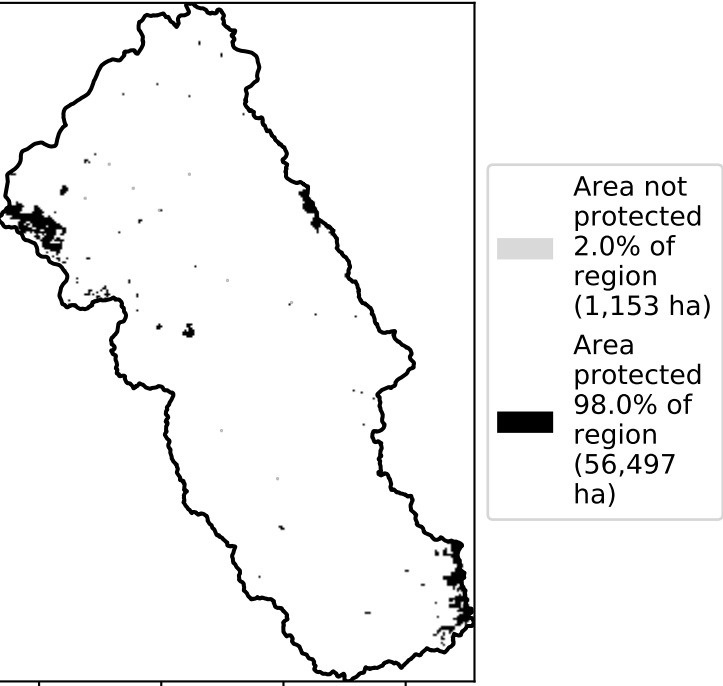 Area not
protected
2.0% of
region
(1,153 ha)
Area
protected
98.0% of
region
(56,497
ha)